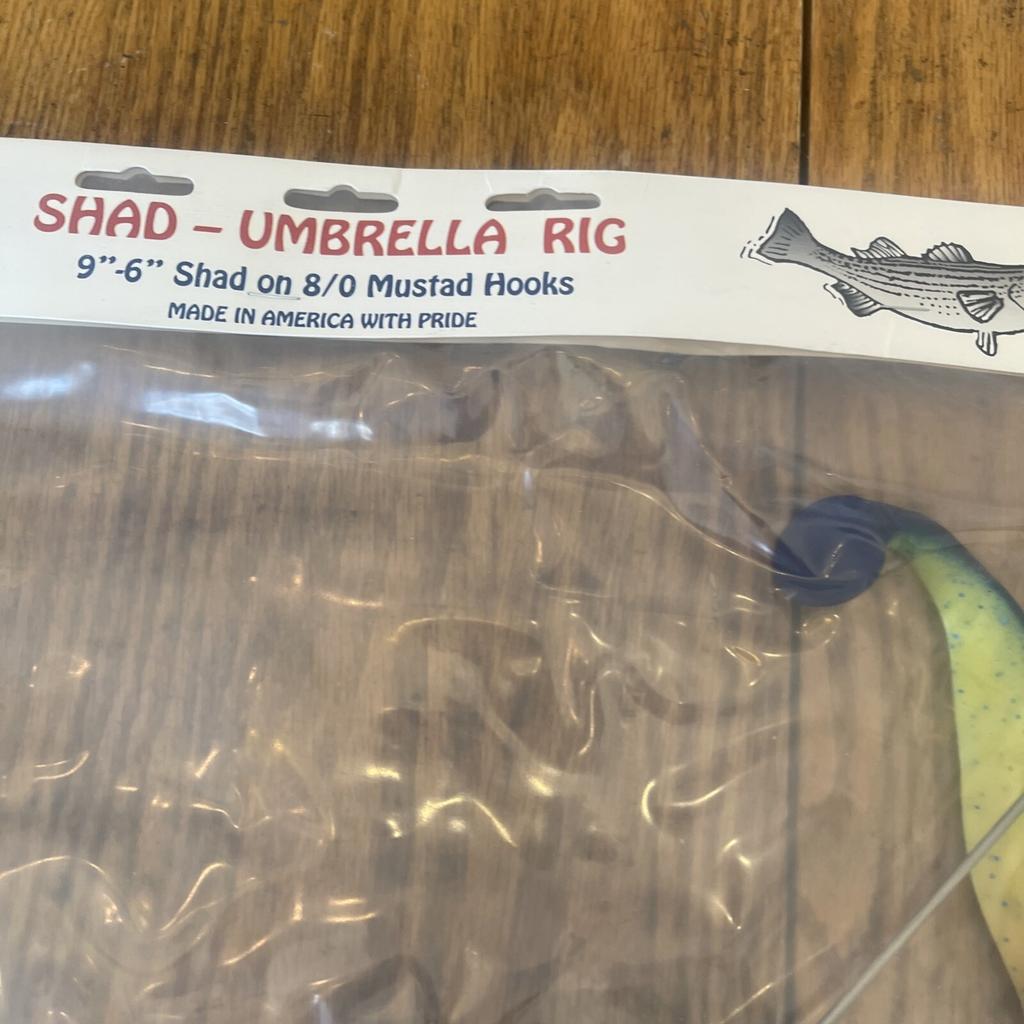 SHAD – UMBRELLA RIG
9”-6” Shad on 8/0 Mustad Hooks
MADE IN AMERICA WITH PRIDE